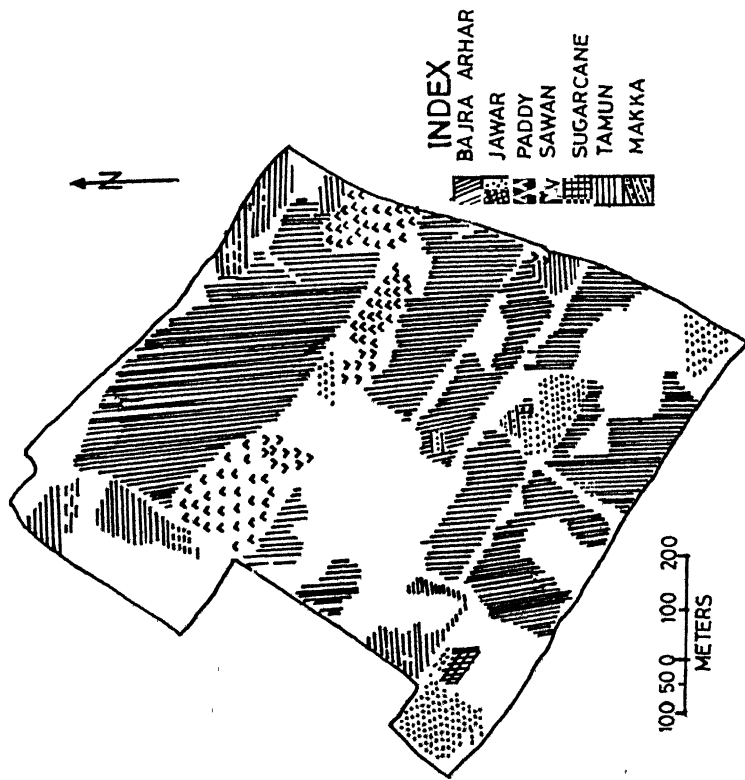 N
INDEX
BAJRA ARHAR
JAWAR
PADDY
SAWAN
SUGARCANE
TAMUN
MAKKA
100 50 0 100 200
METERS